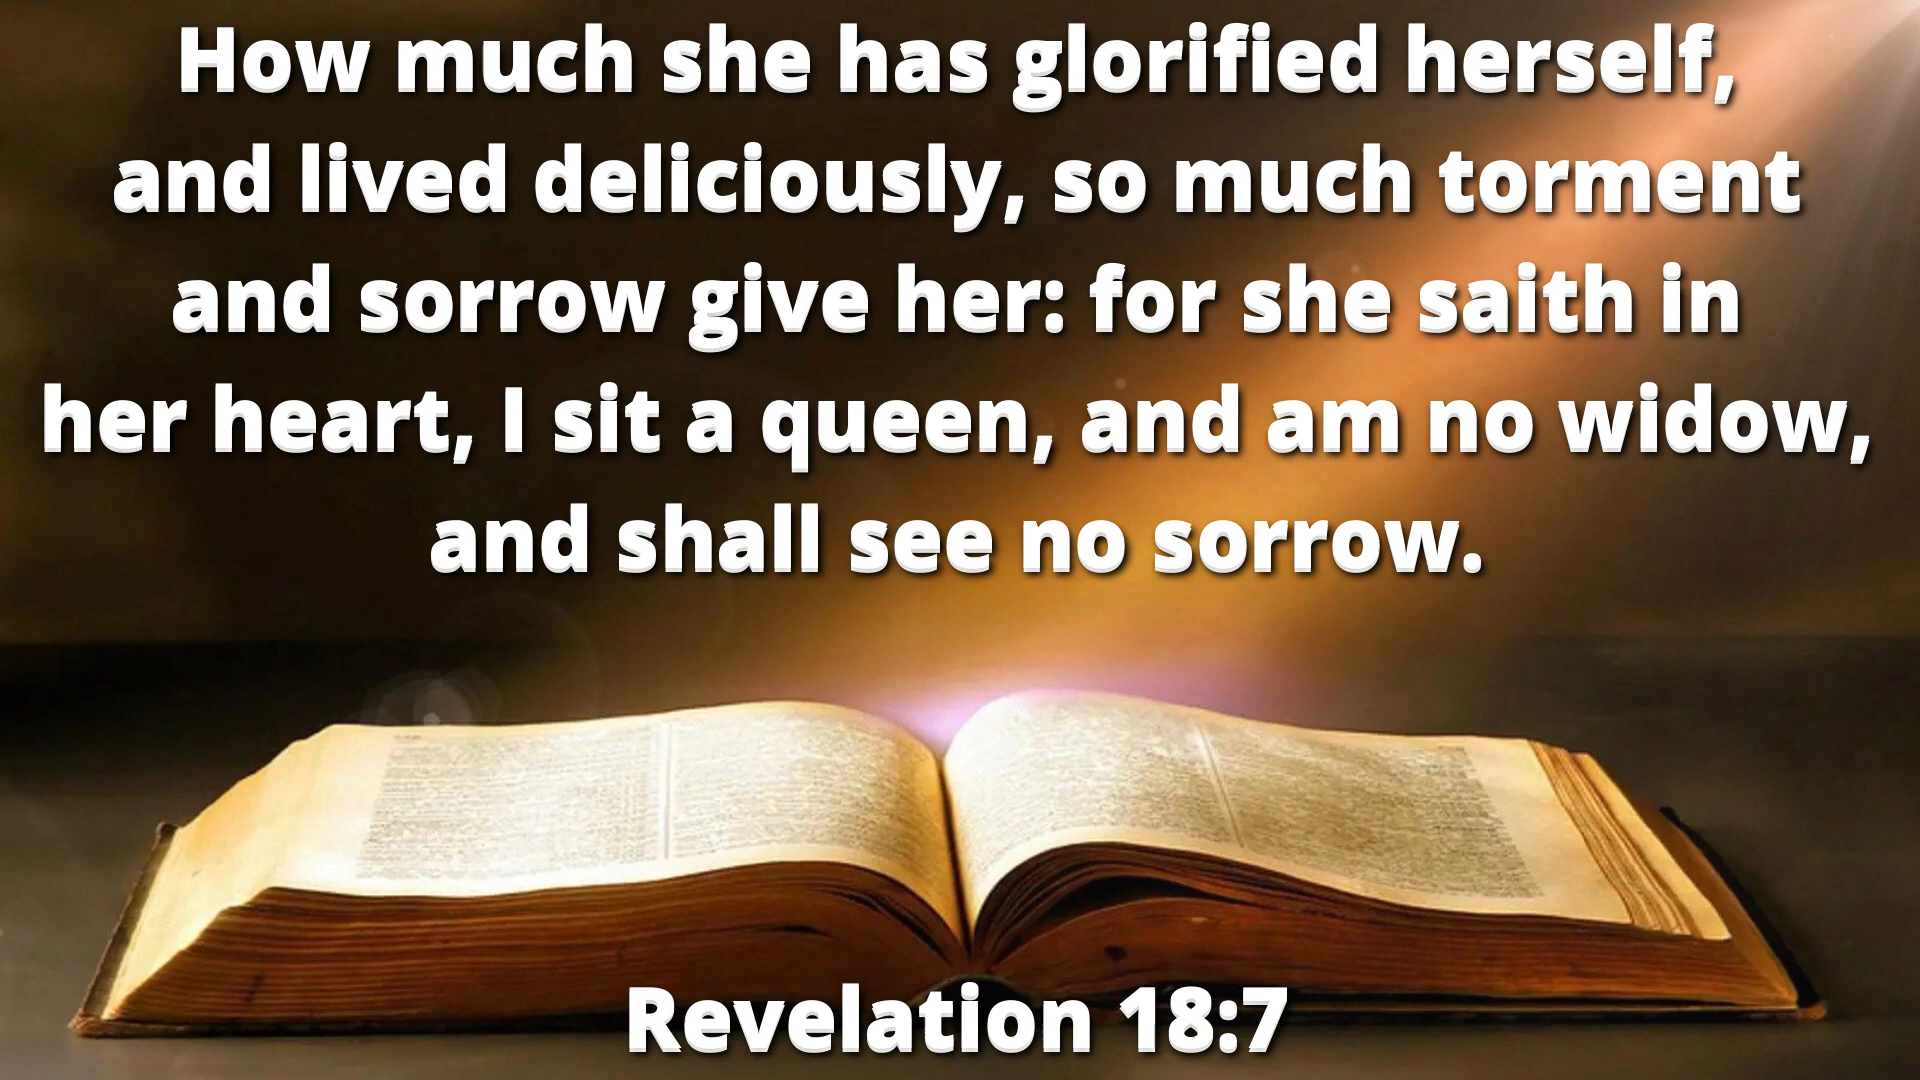 How much she has glorified herself,
and lived deliciously, so much torment
and sorrow give her: for she saith in
her heart, I sit a queen, and am no widow,
and shall see no sorrow.
Revelation 18:7